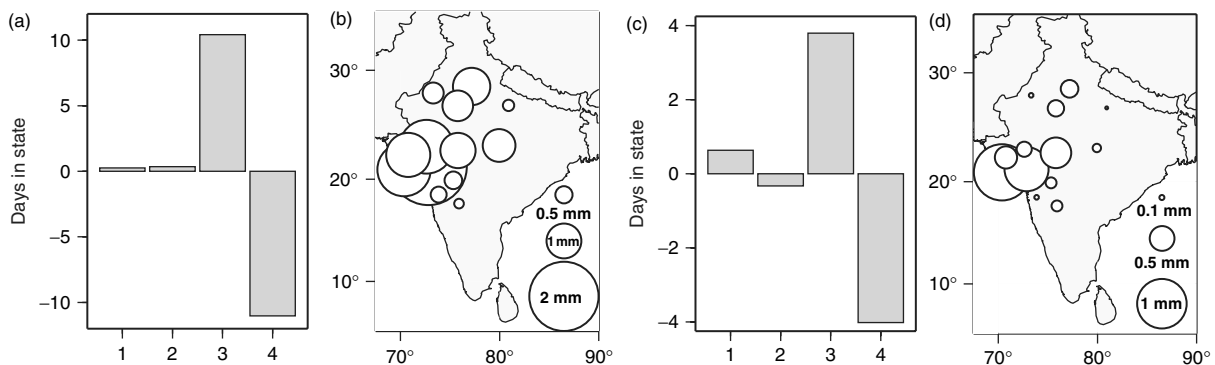 (a)
Days in state
10
5
0
−5
−10
1 2 3 4
(b)
30°
20°
10°
70° 80° 90°
0.5 mm
1 mm
2 mm
(c)
Days in state
4
2
0
−2
−4
1 2 3 4
(d)
30°
20°
10°
70° 80° 90°
0.1 mm
0.5 mm
1 mm